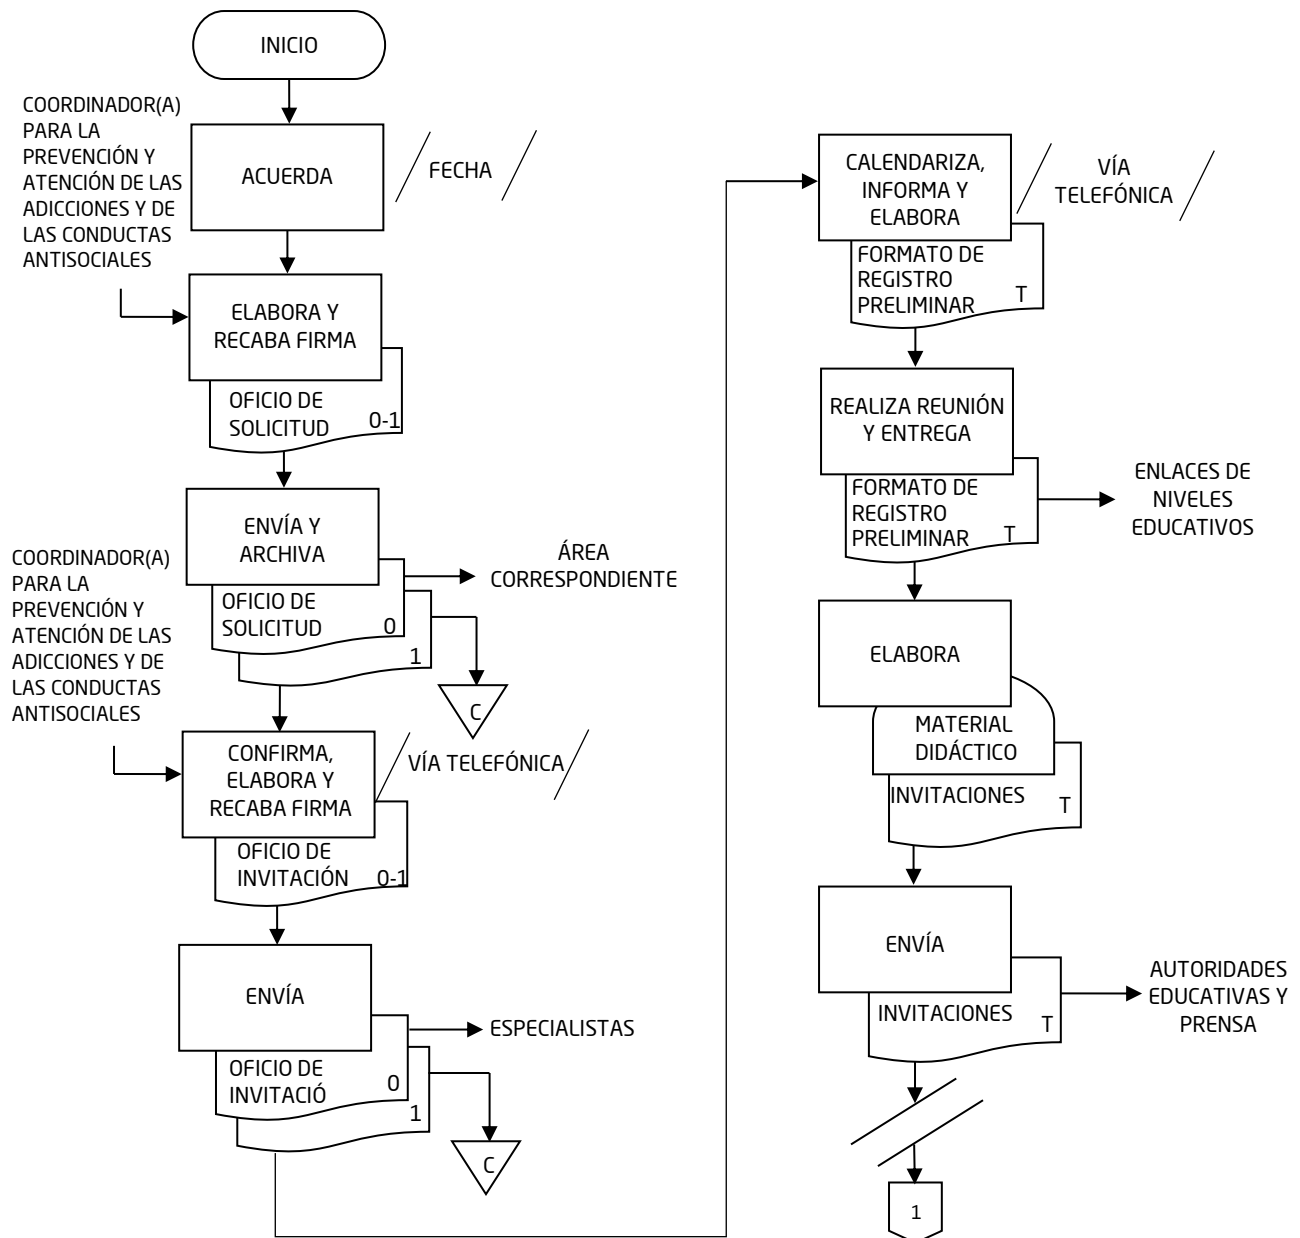 INICIO
COORDINADOR(A)
PARA LA
PREVENCIÓN Y
ATENCIÓN DE LAS
ADICCIONES Y DE
LAS CONDUCTAS
ANTISOCIALES
ACUERDA
FECHA
ELABORA Y
RECABA FIRMA
OFICIO DE
SOLICITUD
0-1
ENVÍA Y
ARCHIVA
OFICIO DE
SOLICITUD
0
1
ÁREA
CORRESPONDIENTE
C
COORDINADOR(A)
PARA LA
PREVENCIÓN Y
ATENCIÓN DE LAS
ADICCIONES Y DE
LAS CONDUCTAS
ANTISOCIALES
CONFIRMA,
ELABORA Y
RECABA FIRMA
VÍA TELEFÓNICA
OFICIO DE
INVITACIÓN
0-1
ENVÍA
OFICIO DE
INVITACIÓ
0
1
ESPECIALISTAS
C
CALENDARIZA,
INFORMA Y
ELABORA
VÍA
TELEFÓNICA
FORMATO DE
REGISTRO
PRELIMINAR
T
REALIZA REUNIÓN
Y ENTREGA
FORMATO DE
REGISTRO
PRELIMINAR
T
ENLACES DE
NIVELES
EDUCATIVOS
ELABORA
MATERIAL
DIDÁCTICO
INVITACIONES
T
ENVÍA
INVITACIONES
T
AUTORIDADES
EDUCATIVAS Y
PRENSA
1